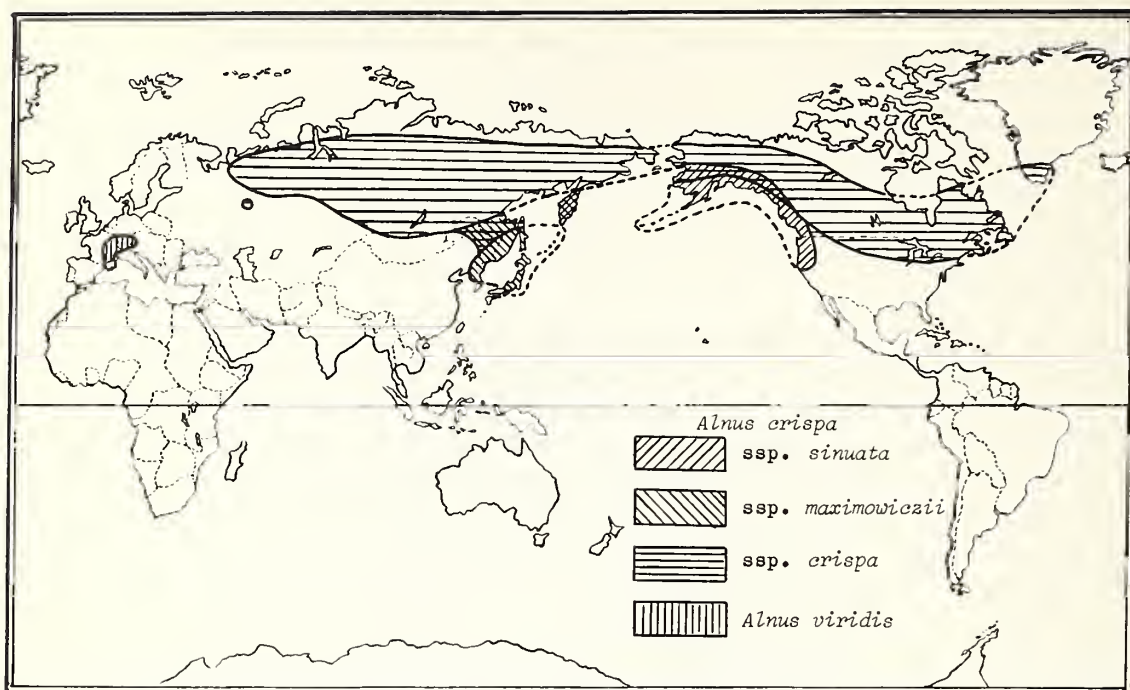 Alnus crispa
ssp. sinuata
ssp. maximowiczii
ssp. crispa
Alnus viridis